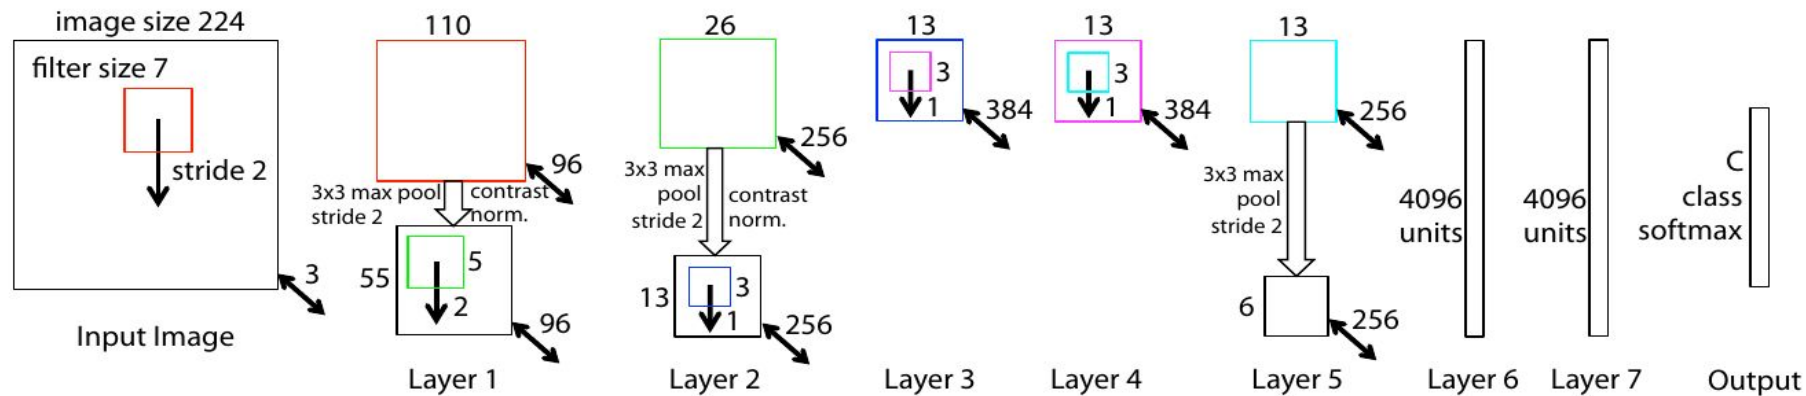 image size 224
filter size 7
stride 2
3
Input Image
110
96
3x3 max pool
stride 2
contrast
norm.
55
5
2
96
Layer 1
26
256
3x3 max
pool
stride 2
contrast
norm.
13
3
1
256
Layer 2
13
3
1
384
Layer 3
13
3
1
384
Layer 4
13
256
3x3 max
pool
stride 2
6
256
Layer 5
4096
units
Layer 6
4096
units
Layer 7
C
class
softmax
Output